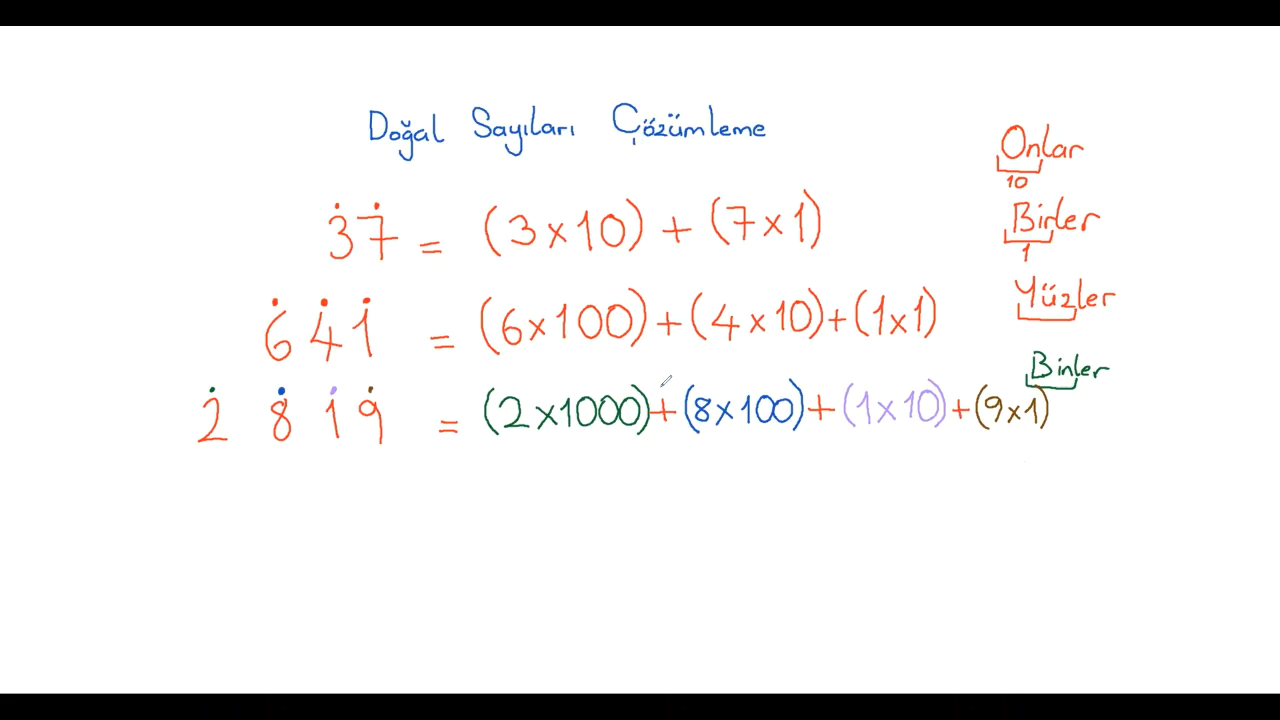 Doğal Sayıları Çözümleme
Onlar
10
37 = (3x10) + (7x1)
Birler
1
641 = (6x100) + (4x10) + (1x1)
Yüzler
Binler
2819 = (2x1000) + (8x100) + (1x10) + (9x1)